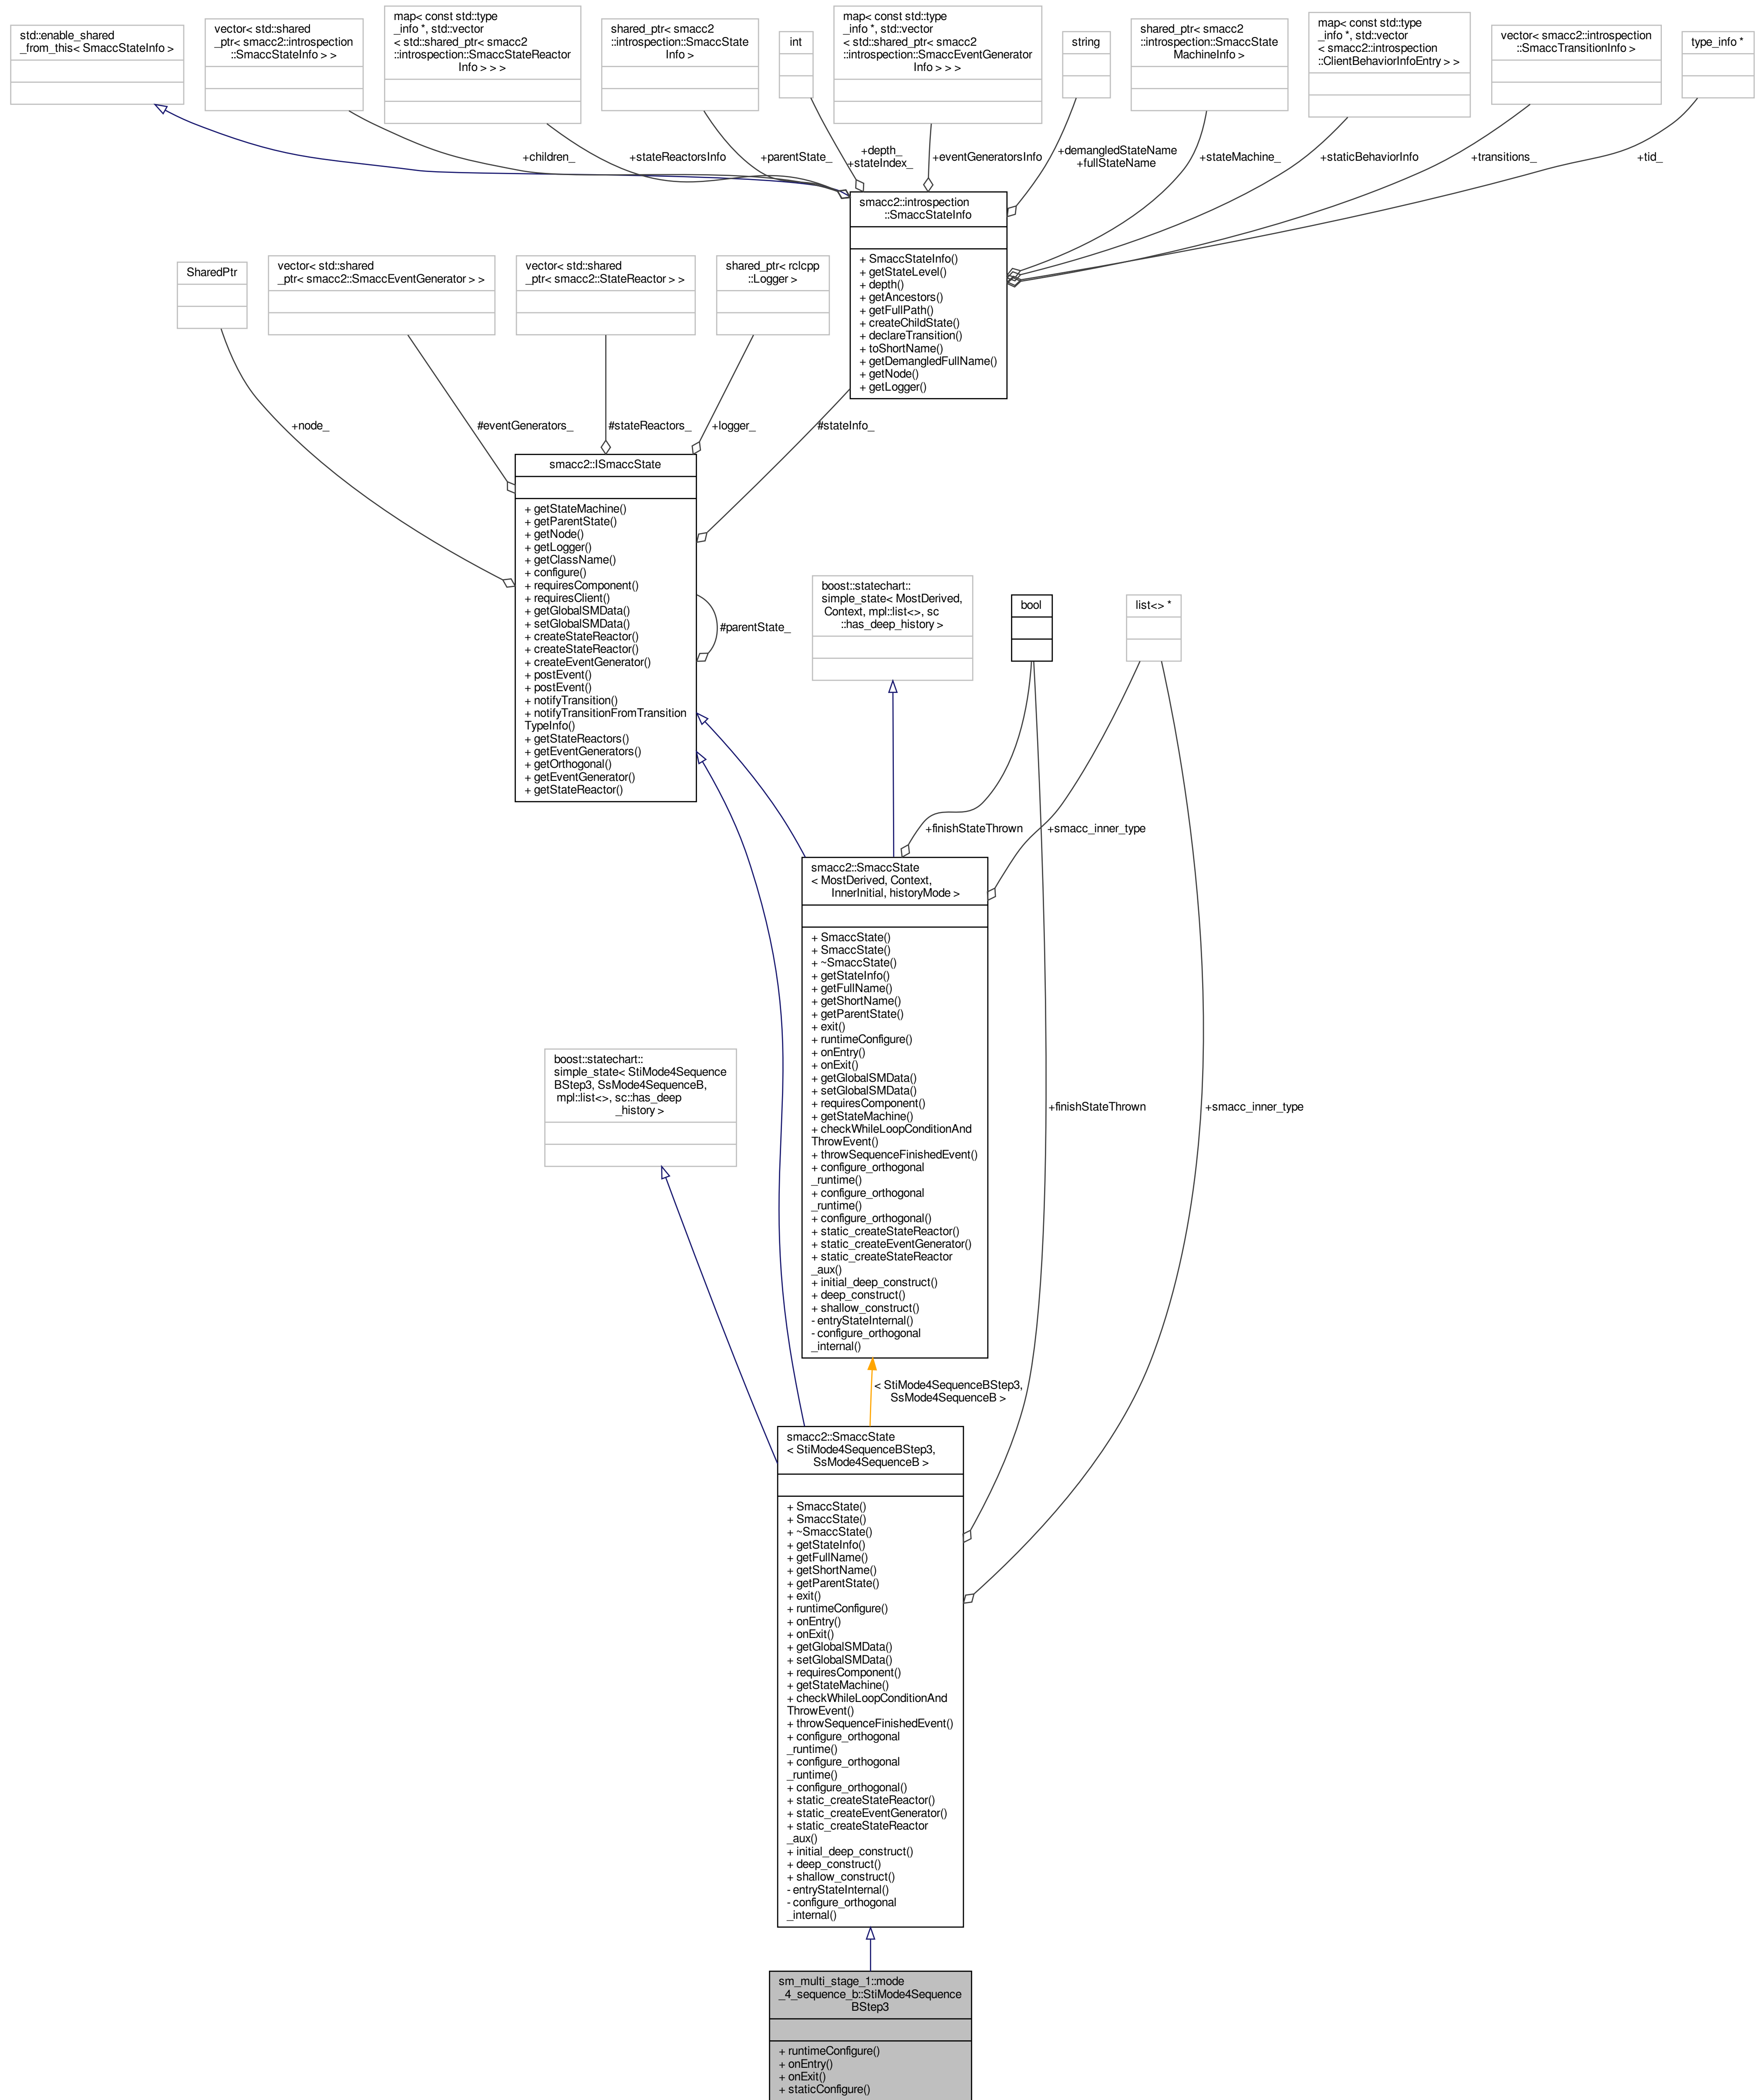 std::enable_shared
_from_this< SmaccStateInfo >
vector< std::shared
_ptr< smacc2::introspection
::SmaccStateInfo > >
map< const std::type
_info *, std::vector
< std::shared_ptr< smacc2
::introspection::SmaccStateReactor
Info > > >
shared_ptr< smacc2
::introspection::SmaccState
Info >
int
map< const std::type
_info *, std::vector
< std::shared_ptr< smacc2
::introspection::SmaccEventGenerator
Info > > >
string
shared_ptr< smacc2
::introspection::SmaccState
MachineInfo >
map< const std::type
_info *, std::vector
< smacc2::introspection
::ClientBehaviorInfoEntry > >
vector< smacc2::introspection
::SmaccTransitionInfo >
type_info *
+children_
+stateReactorsInfo
+parentState_
+depth_
+stateIndex_
+eventGeneratorsInfo
+demangledStateName
+fullStateName
+stateMachine_
+staticBehaviorInfo
+transitions_
+tid_
smacc2::introspection
::SmaccStateInfo
+ SmaccStateInfo()
+ getStateLevel()
+ depth()
+ getAncestors()
+ getFullPath()
+ createChildState()
+ declareTransition()
+ toShortName()
+ getDemangledFullName()
+ getNode()
+ getLogger()
SharedPtr
vector< std::shared
_ptr< smacc2::SmaccEventGenerator > >
vector< std::shared
_ptr< smacc2::StateReactor > >
shared_ptr< rclcpp
::Logger >
+node_
#eventGenerators_
#stateReactors_
+logger_
#stateInfo_
smacc2::ISmaccState
+ getStateMachine()
+ getParentState()
+ getNode()
+ getLogger()
+ getClassName()
+ configure()
+ requiresComponent()
+ requiresClient()
+ getGlobalSMData()
+ setGlobalSMData()
+ createStateReactor()
+ createStateReactor()
+ createEventGenerator()
+ postEvent()
+ postEvent()
+ notifyTransition()
+ notifyTransitionFromTransition
TypeInfo()
+ getStateReactors()
+ getEventGenerators()
+ getOrthogonal()
+ getEventGenerator()
+ getStateReactor()
#parentState_
boost::statechart::
simple_state< MostDerived,
Context, mpl::list<>, sc
::has_deep_history >
bool
list<> *
+finishStateThrown
+smacc_inner_type
smacc2::SmaccState
< MostDerived, Context,
InnerInitial, historyMode >
+ SmaccState()
+ SmaccState()
+ ~SmaccState()
+ getStateInfo()
+ getFullName()
+ getShortName()
+ getParentState()
+ exit()
+ runtimeConfigure()
+ onEntry()
+ onExit()
+ getGlobalSMData()
+ setGlobalSMData()
+ requiresComponent()
+ getStateMachine()
+ checkWhileLoopConditionAnd
ThrowEvent()
+ throwSequenceFinishedEvent()
+ configure_orthogonal
_runtime()
+ configure_orthogonal
_runtime()
+ configure_orthogonal()
+ static_createStateReactor()
+ static_createEventGenerator()
+ static_createStateReactor
_aux()
+ initial_deep_construct()
+ deep_construct()
+ shallow_construct()
- entryStateInternal()
- configure_orthogonal
_internal()
boost::statechart::
simple_state< StiMode4Sequence
BStep3, SsMode4SequenceB,
mpl::list<>, sc::has_deep
_history >
+finishStateThrown
+smacc_inner_type
< StiMode4SequenceBStep3,
SsMode4SequenceB >
smacc2::SmaccState
< StiMode4SequenceBStep3,
SsMode4SequenceB >
+ SmaccState()
+ SmaccState()
+ ~SmaccState()
+ getStateInfo()
+ getFullName()
+ getShortName()
+ getParentState()
+ exit()
+ runtimeConfigure()
+ onEntry()
+ onExit()
+ getGlobalSMData()
+ setGlobalSMData()
+ requiresComponent()
+ getStateMachine()
+ checkWhileLoopConditionAnd
ThrowEvent()
+ throwSequenceFinishedEvent()
+ configure_orthogonal
_runtime()
+ configure_orthogonal
_runtime()
+ configure_orthogonal()
+ static_createStateReactor()
+ static_createEventGenerator()
+ static_createStateReactor
_aux()
+ initial_deep_construct()
+ deep_construct()
+ shallow_construct()
- entryStateInternal()
- configure_orthogonal
_internal()
sm_multi_stage_1::mode
_4_sequence_b::StiMode4Sequence
BStep3
+ runtimeConfigure()
+ onEntry()
+ onExit()
+ staticConfigure()